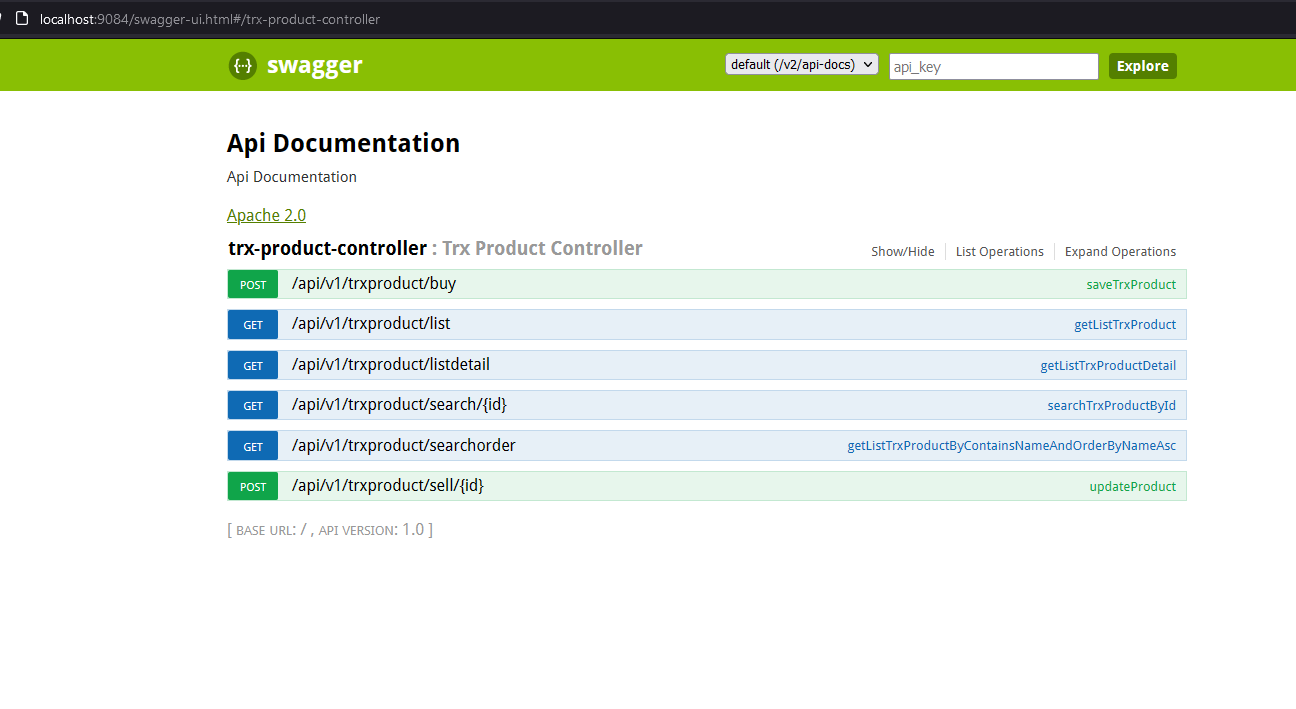 localhost:9084/swagger-ui.html#/trx-product-controller
{··} swagger default (/v2/api-docs) api_key Explore
Api Documentation
Api Documentation
Apache 2.0
trx-product-controller : Trx Product Controller Show/Hide List Operations Expand Operations
POST /api/v1/trxproduct/buy saveTrxProduct
GET /api/v1/trxproduct/list getListTrxProduct
GET /api/v1/trxproduct/listdetail getListTrxProductDetail
GET /api/v1/trxproduct/search/{id} searchTrxProductById
GET /api/v1/trxproduct/searchorder getListTrxProductByContainsNameAndOrderByNameAsc
POST /api/v1/trxproduct/sell/{id} updateProduct
[ BASE URL: / , API VERSION: 1.0 ]